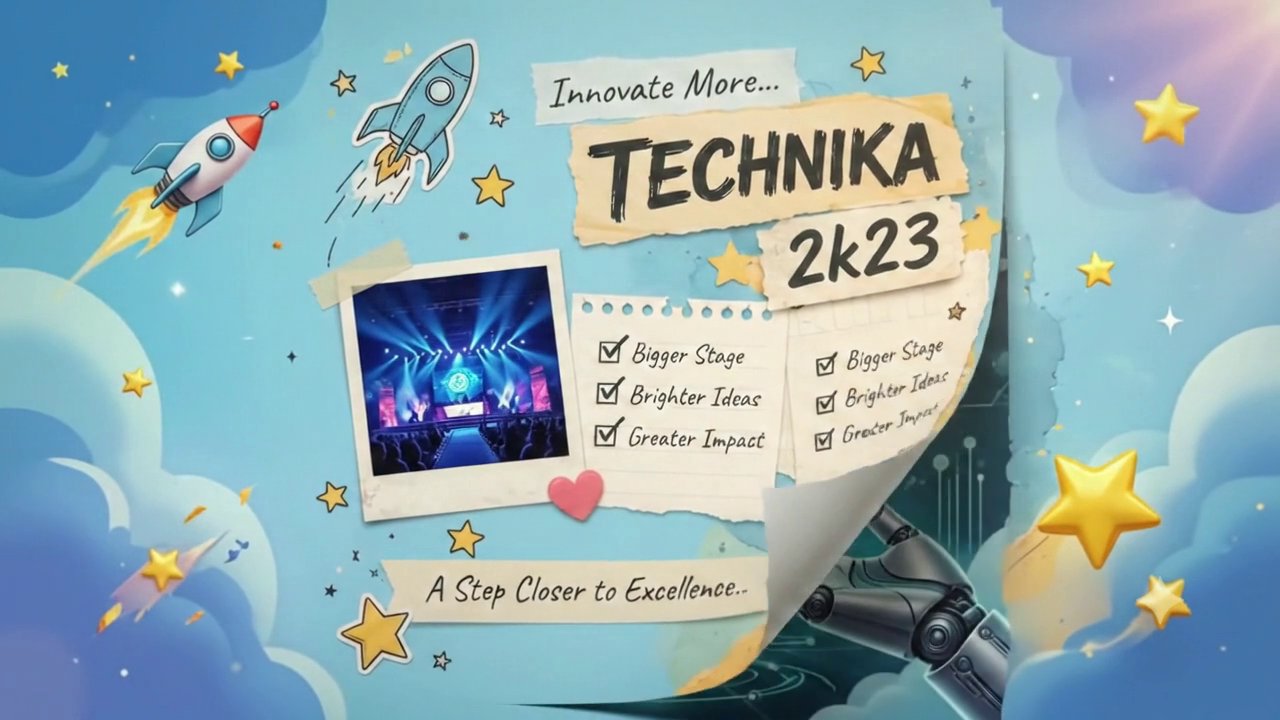 Innovate More...
TECHNIKA
2k23
Bigger Stage
Brighter Ideas
Greater Impact
Bigger Stage
Brighter Ideas
Greater Impact
A Step Closer to Excellence...